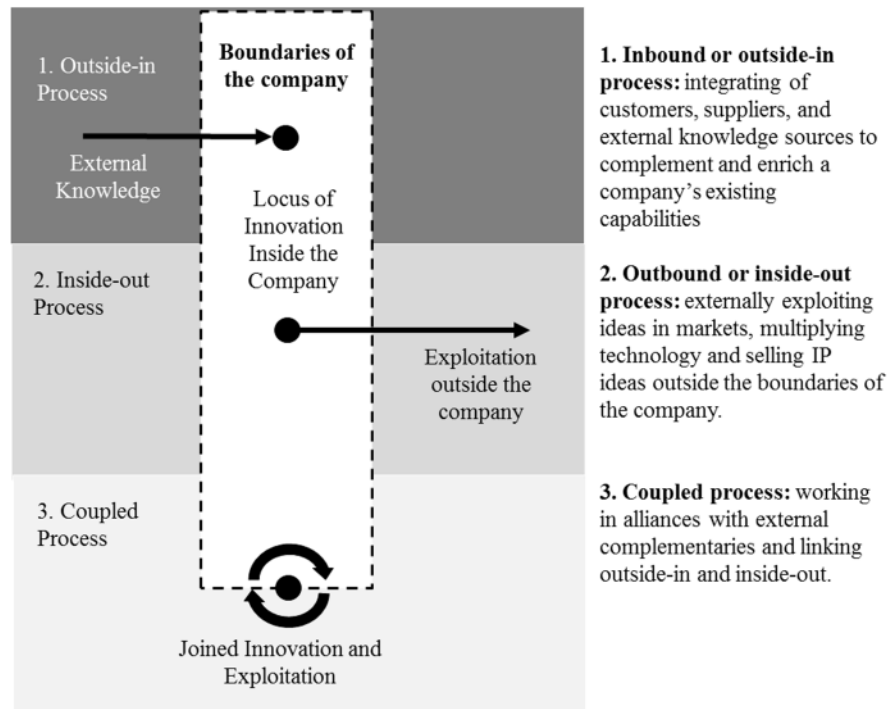 1. Outside-in
Process
External
Knowledge
Boundaries of
the company
Locus of
Innovation
Inside the
Company
2. Inside-out
Process
Exploitation
outside the
company
3. Coupled
Process
Joined Innovation and
Exploitation
1. Inbound or outside-in
process: integrating of
customers, suppliers, and
external knowledge sources to
complement and enrich a
company’s existing
capabilities
2. Outbound or inside-out
process: externally exploiting
ideas in markets, multiplying
technology and selling IP
ideas outside the boundaries of
the company.
3. Coupled process: working
in alliances with external
complementaries and linking
outside-in and inside-out.